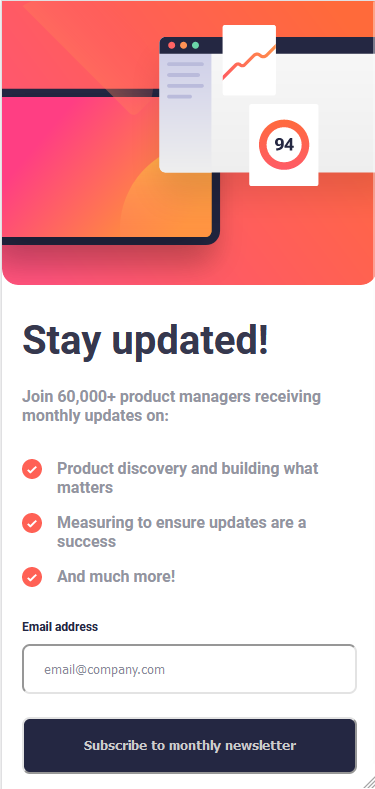 94
Stay updated!
Join 60,000+ product managers receiving
monthly updates on:
Product discovery and building what
matters
Measuring to ensure updates are a
success
And much more!
Email address
email@company.com
Subscribe to monthly newsletter